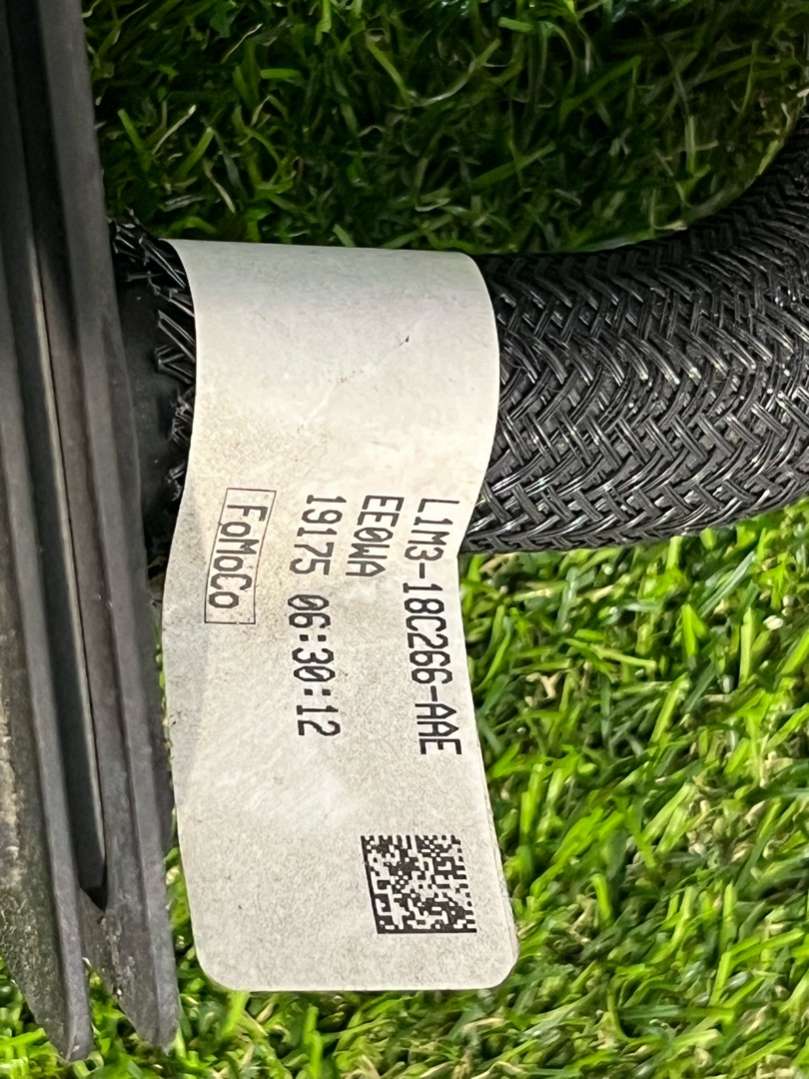 L1M3-18C266-AAE
EE0WA
19175 06:30:12
FoMoCo